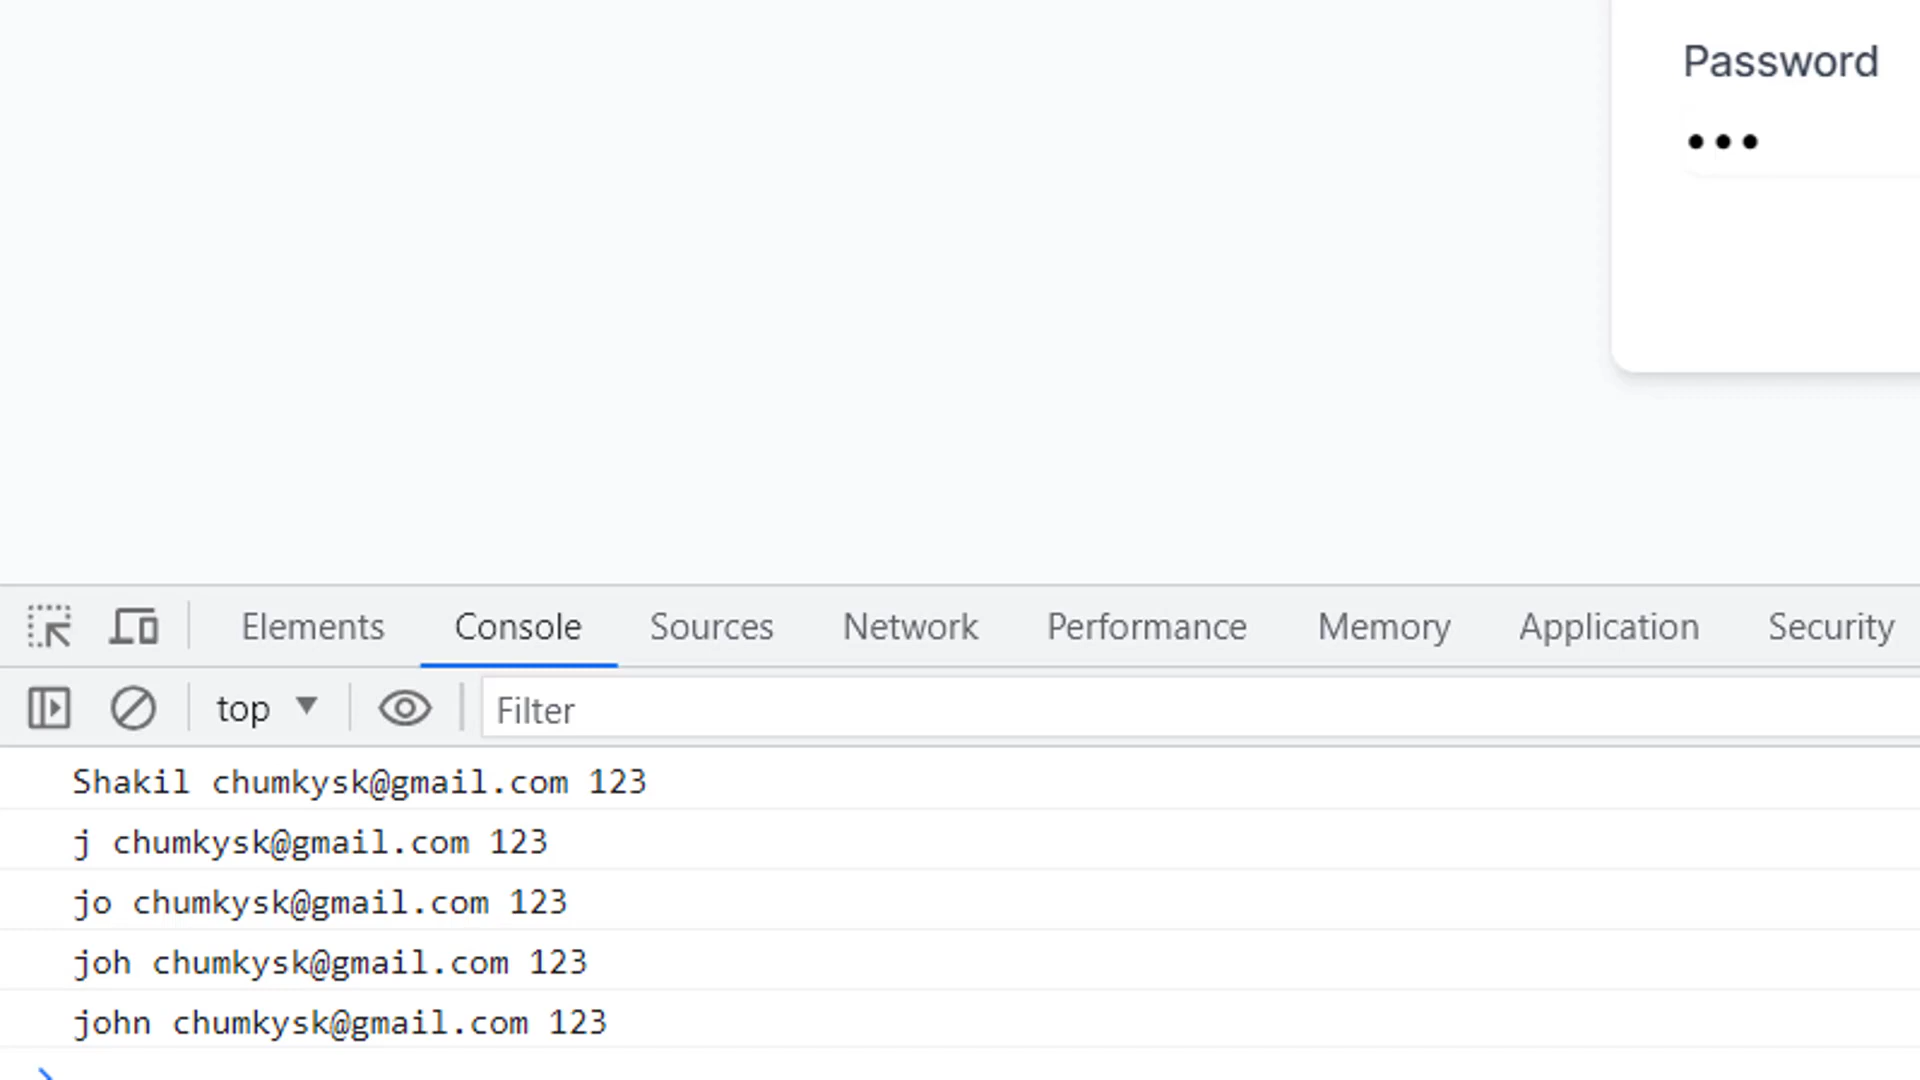 Password
Elements Console Sources Network Performance Memory Application Security
top Filter
Shakil chumkysk@gmail.com 123
j chumkysk@gmail.com 123
jo chumkysk@gmail.com 123
joh chumkysk@gmail.com 123
john chumkysk@gmail.com 123